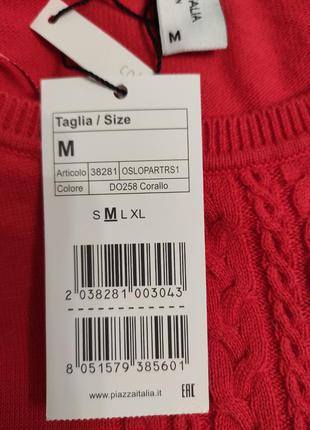 ALIA
N
M
Taglia / Size
M
Articolo 38281 OSLOPARTRS1
Colore DO258 Corallo
S M L XL
2 038281 003043
8 051579 385601
www.piazzaitalia.it EAC